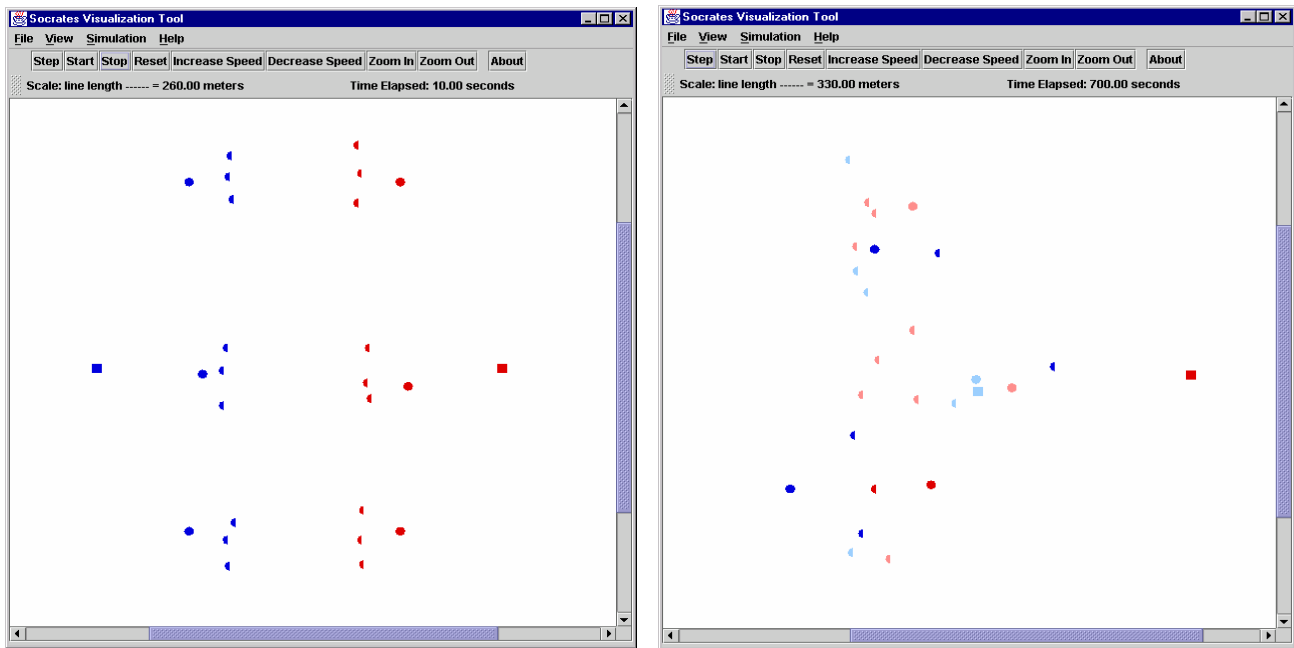 Socrates Visualization Tool
File View Simulation Help
Step Start Stop Reset Increase Speed Decrease Speed Zoom In Zoom Out About
Scale: line length ------ = 260.00 meters Time Elapsed: 10.00 seconds
Socrates Visualization Tool
File View Simulation Help
Step Start Stop Reset Increase Speed Decrease Speed Zoom In Zoom Out About
Scale: line length ------ = 330.00 meters Time Elapsed: 700.00 seconds